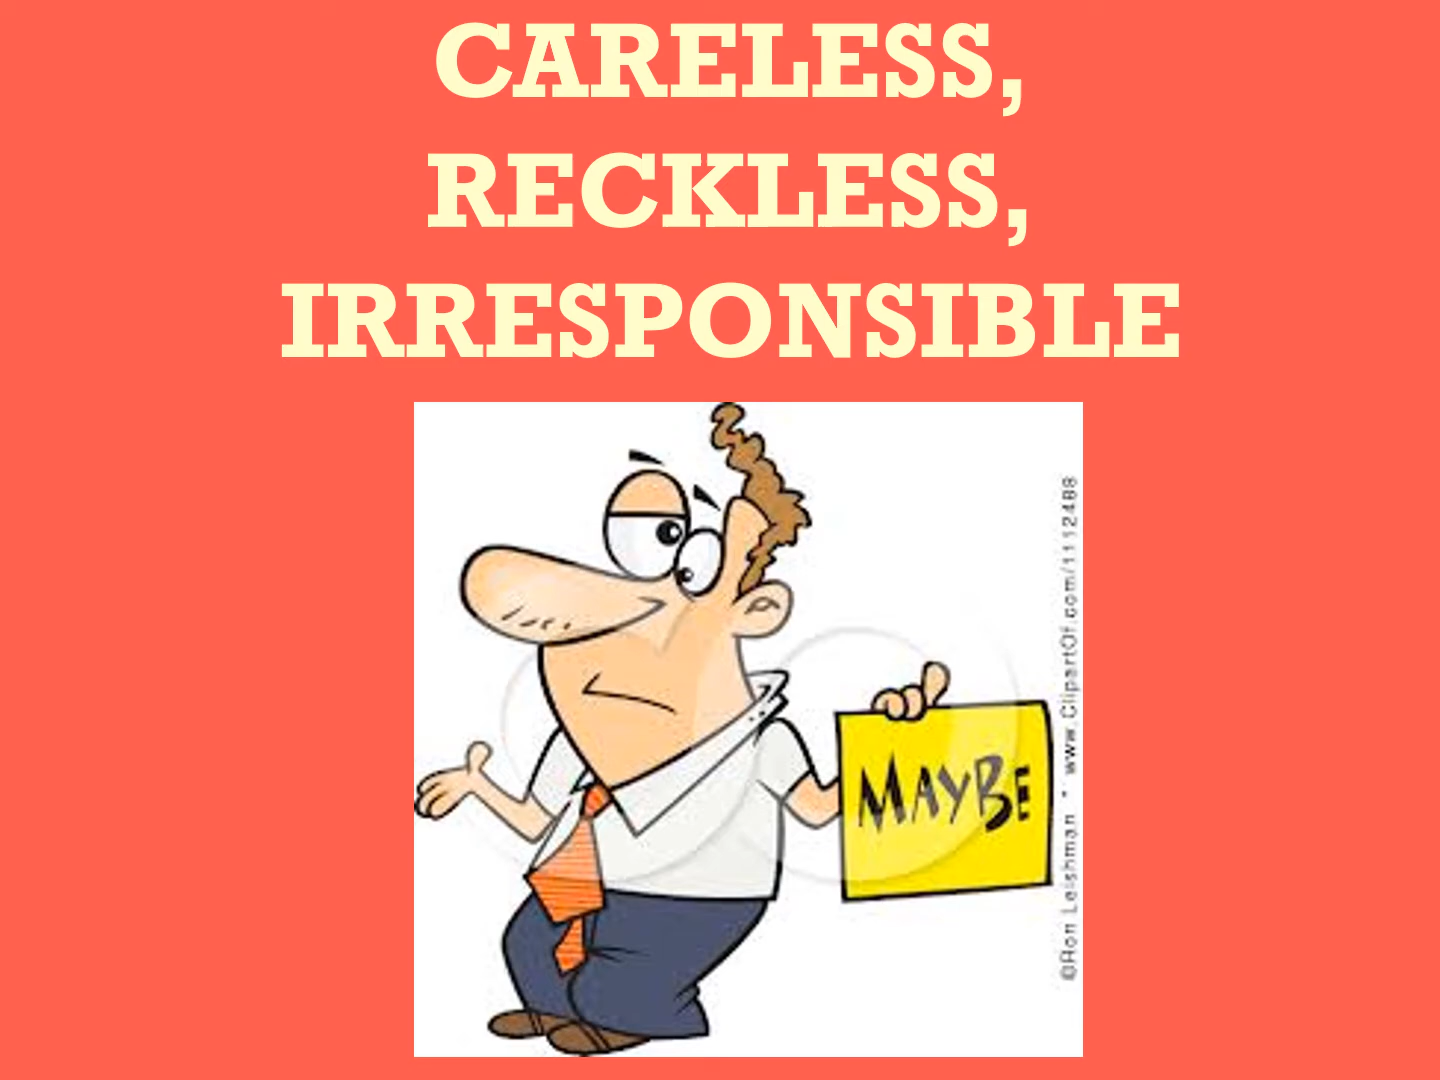 CARELESS,
RECKLESS,
IRRESPONSIBLE
MAYBE
©Ron Leishman * www.ClipartOf.com/1112488